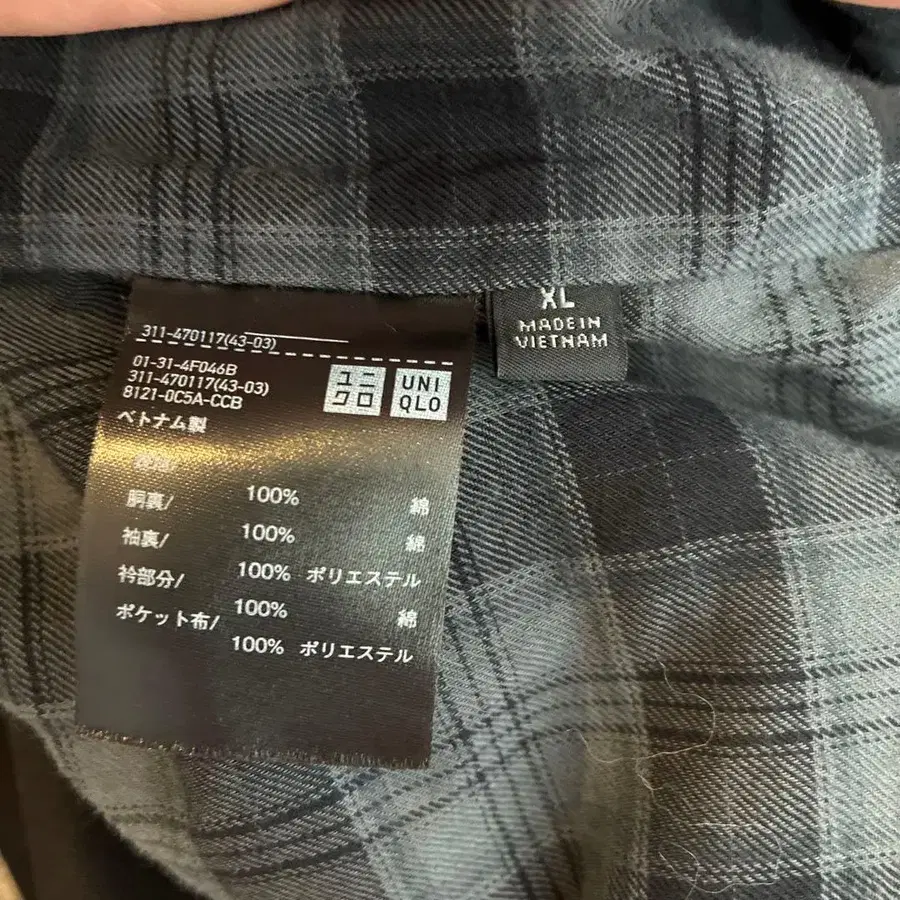 311-470117(43-03)
01-31-4F046B
311-470117(43-03)
8121-0C5A-CCB
ユニ
クロ
UNI
QLO
ベトナム製
100% 綿
胴裏/
100% 綿
袖裏/
100% ポリエステル
衿部分/
100% 綿
ポケット布/
100% ポリエステル
XL
MADE IN
VIETNAM